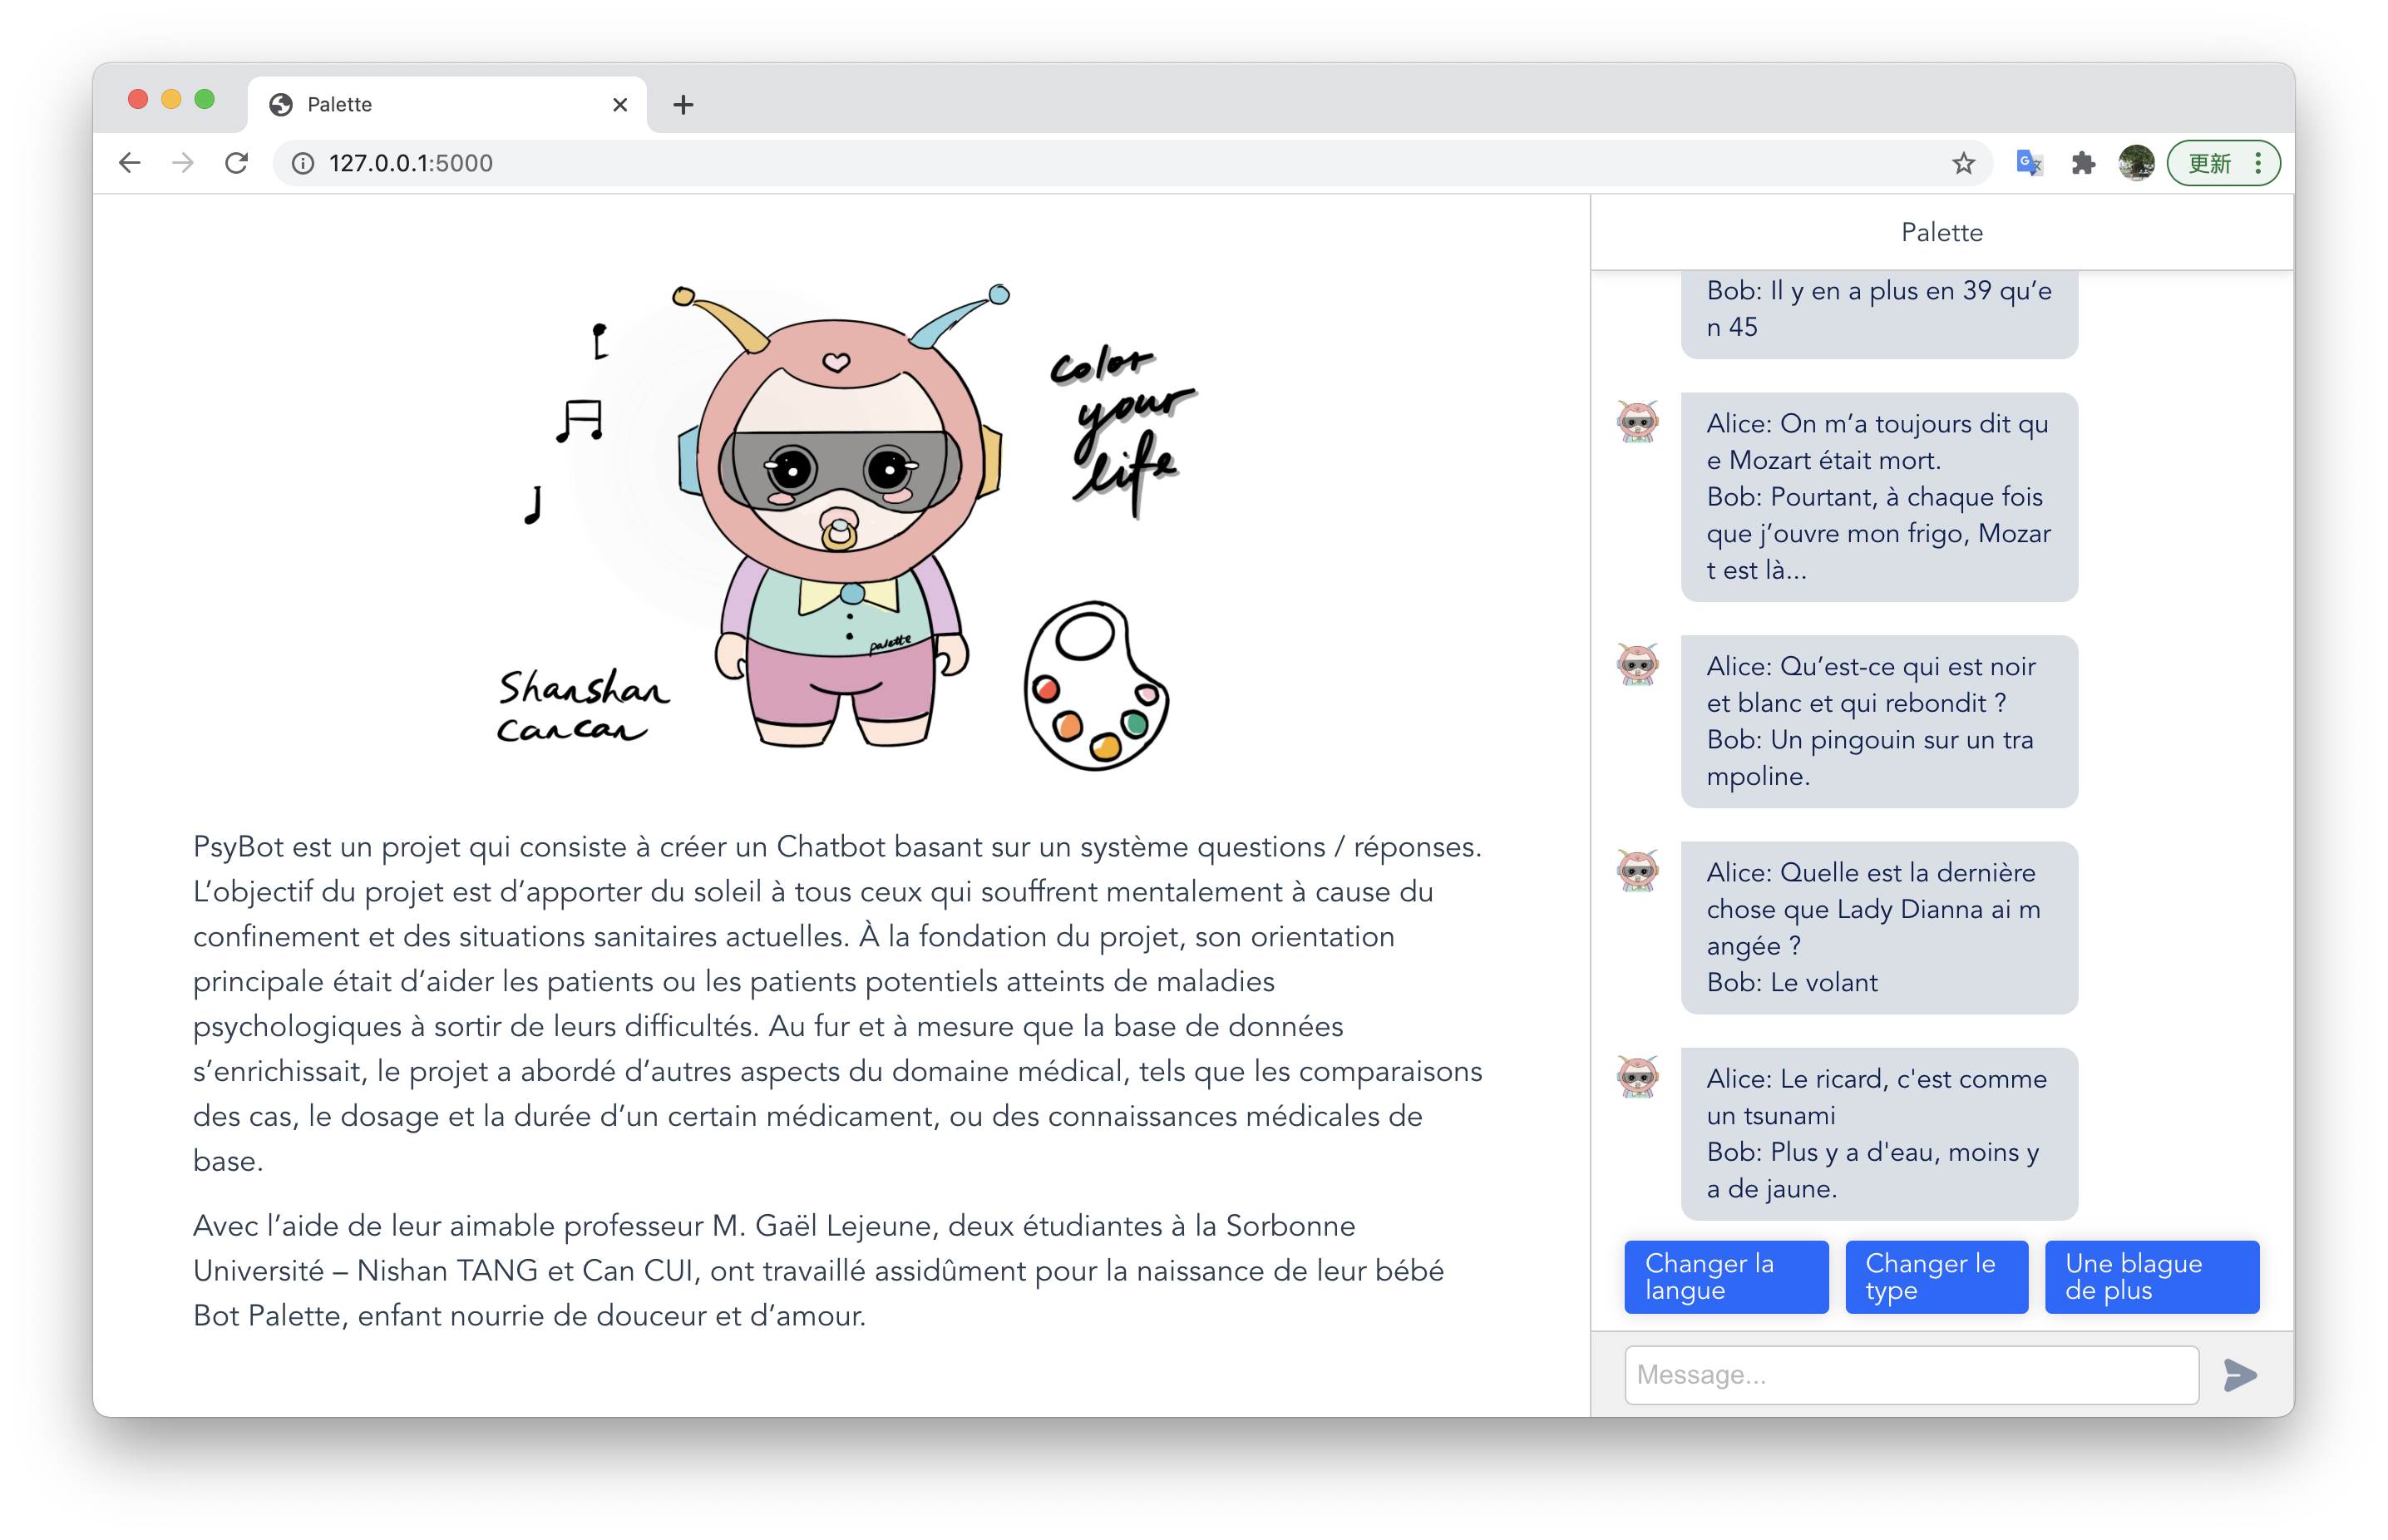 Palette
127.0.0.1:5000
更新
color
your
life
palette
Shanshan
Cancan
PsyBot est un projet qui consiste à créer un Chatbot basant sur un système questions / réponses.
L’objectif du projet est d’apporter du soleil à tous ceux qui souffrent mentalement à cause du
confinement et des situations sanitaires actuelles. À la fondation du projet, son orientation
principale était d’aider les patients ou les patients potentiels atteints de maladies
psychologiques à sortir de leurs difficultés. Au fur et à mesure que la base de données
s’enrichissait, le projet a abordé d’autres aspects du domaine médical, tels que les comparaisons
des cas, le dosage et la durée d’un certain médicament, ou des connaissances médicales de
base.
Avec l’aide de leur aimable professeur M. Gaël Lejeune, deux étudiantes à la Sorbonne
Université – Nishan TANG et Can CUI, ont travaillé assidûment pour la naissance de leur bébé
Bot Palette, enfant nourrie de douceur et d’amour.
Palette
Bob: Il y en a plus en 39 qu’e
n 45
Alice: On m’a toujours dit qu
e Mozart était mort.
Bob: Pourtant, à chaque fois
que j’ouvre mon frigo, Mozar
t est là...
Alice: Qu’est-ce qui est noir
et blanc et qui rebondit ?
Bob: Un pingouin sur un tra
mpoline.
Alice: Quelle est la dernière
chose que Lady Dianna ai m
angée ?
Bob: Le volant
Alice: Le ricard, c'est comme
un tsunami
Bob: Plus y a d'eau, moins y
a de jaune.
Changer la
langue
Changer le
type
Une blague
de plus
Message...